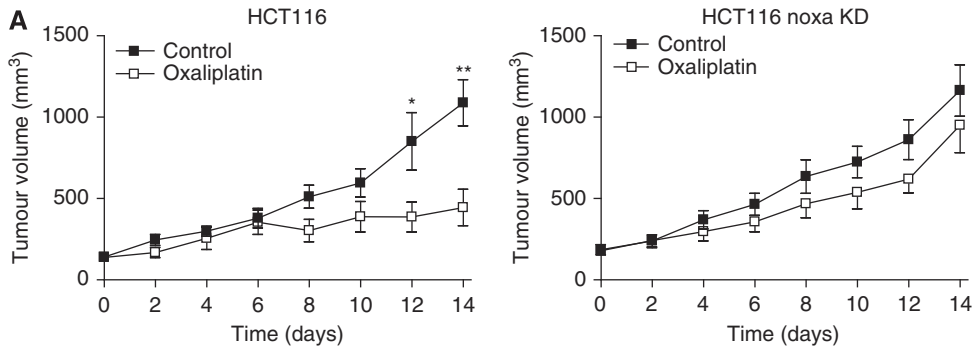 A
HCT116
1500
1000
500
0
Tumour volume (mm³)
Control
Oxaliplatin
*
**
0 2 4 6 8 10 12 14
Time (days)
HCT116 noxa KD
1500
1000
500
0
Tumour volume (mm³)
Control
Oxaliplatin
0 2 4 6 8 10 12 14
Time (days)